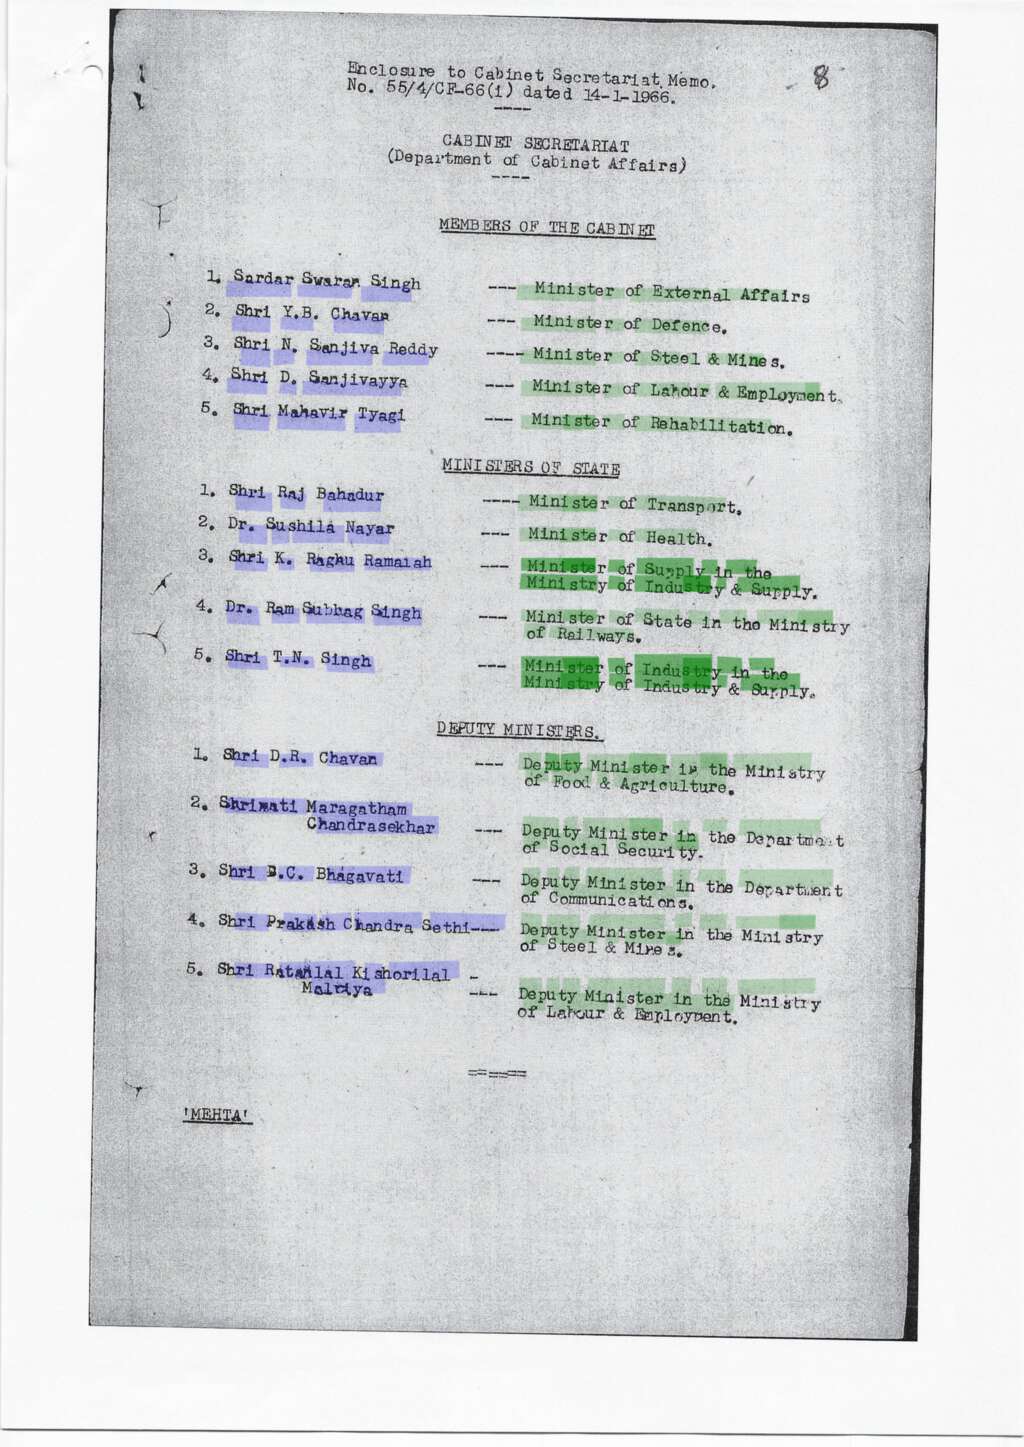 8
Enclosure to Cabinet Secretariat Memo.
No. 55/4/CF-66(1) dated 14-1-1966.
----
CABINET SECRETARIAT
(Department of Cabinet Affairs)
----
MEMBERS OF THE CABINET
1. Sardar Swaran Singh --- Minister of External Affairs
2. Shri Y.B. Chavan --- Minister of Defence.
3. Shri N. Sanjiva Reddy ---- Minister of Steel & Mines.
4. Shri D. Sanjivayya --- Minister of Labour & Employment.
5. Shri Mahavir Tyagi --- Minister of Rehabilitation.
MINISTERS OF STATE
1. Shri Raj Bahadur ---- Minister of Transport.
2. Dr. Sushila Nayar --- Minister of Health.
3. Shri K. Raghu Ramaiah --- Minister of Supply in the
Ministry of Industry & Supply.
4. Dr. Ram Subhag Singh --- Minister of State in the Ministry
of Railways.
5. Shri T.N. Singh --- Minister of Industry in the
Ministry of Industry & Supply.
DEPUTY MINISTERS.
1. Shri D.R. Chavan --- Deputy Minister in the Ministry
of Food & Agriculture.
2. Shrimati Maragatham
Chandrasekhar --- Deputy Minister in the Department
of Social Security.
3. Shri B.C. Bhagavati --- Deputy Minister in the Department
of Communications.
4. Shri Prakash Chandra Sethi--- Deputy Minister in the Ministry
of Steel & Mines.
5. Shri Ratanlal Kishorilal -
Malviya --- Deputy Minister in the Ministry
of Labour & Employment.
======
'MEHTA'